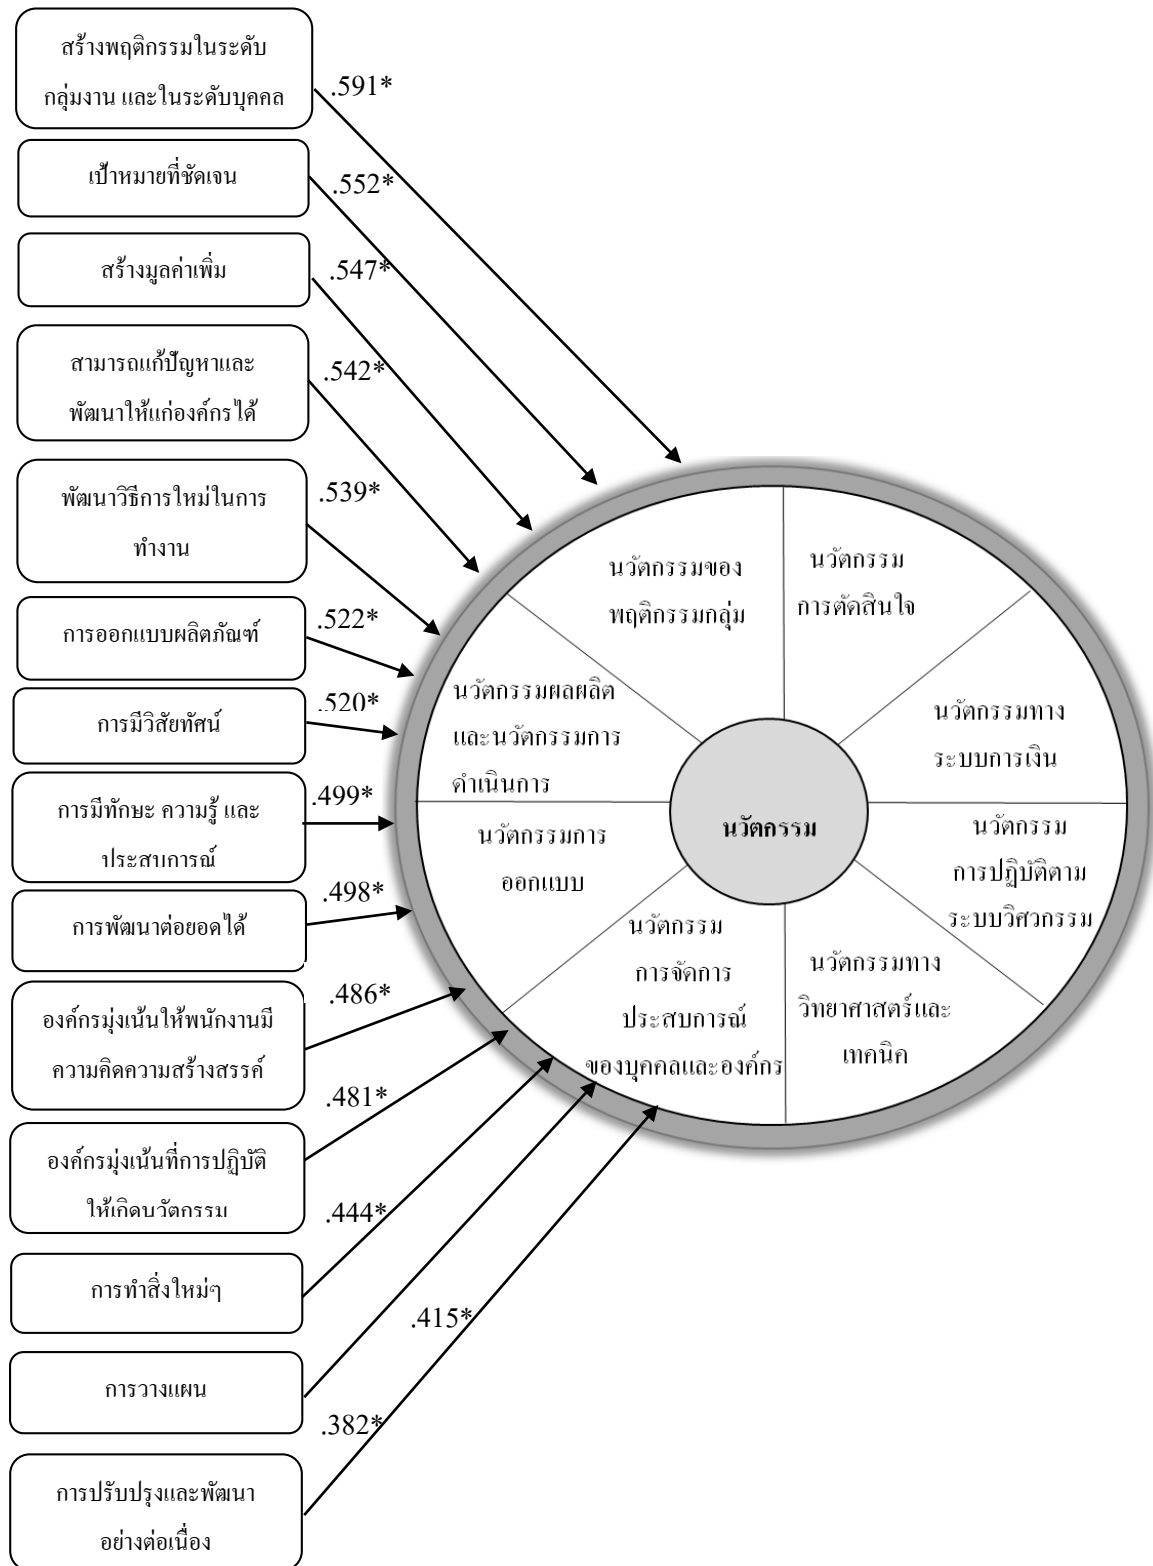 สร้างพฤติกรรมในระดับ
กลุ่มงาน และในระดับบุคคล
.591*
เป้าหมายที่ชัดเจน
.552*
สร้างมูลค่าเพิ่ม
.547*
สามารถแก้ปัญหาและ
พัฒนาให้แก่องค์กรได้
.542*
พัฒนาวิธีการใหม่ในการ
ทำงาน
.539*
การออกแบบผลิตภัณฑ์
.522*
การมีวิสัยทัศน์
.520*
การมีทักษะ ความรู้ และ
ประสบการณ์
.499*
การพัฒนาต่อยอดได้
.498*
องค์กรมุ่งเน้นให้พนักงานมี
ความคิดความสร้างสรรค์
.486*
องค์กรมุ่งเน้นที่การปฏิบัติ
ให้เกิดนวัตกรรม
.481*
การทำสิ่งใหม่ๆ
.444*
การวางแผน
.415*
การปรับปรุงและพัฒนา
อย่างต่อเนื่อง
.382*
นวัตกรรมของ
พฤติกรรมกลุ่ม
นวัตกรรม
การตัดสินใจ
นวัตกรรมผลผลิต
และนวัตกรรมการ
ดำเนินการ
นวัตกรรมทาง
ระบบการเงิน
นวัตกรรม
นวัตกรรมการ
ออกแบบ
นวัตกรรม
การปฏิบัติตาม
ระบบวิศวกรรม
นวัตกรรม
การจัดการ
ประสบการณ์
ของบุคคลและองค์กร
นวัตกรรมทาง
วิทยาศาสตร์และ
เทคนิค